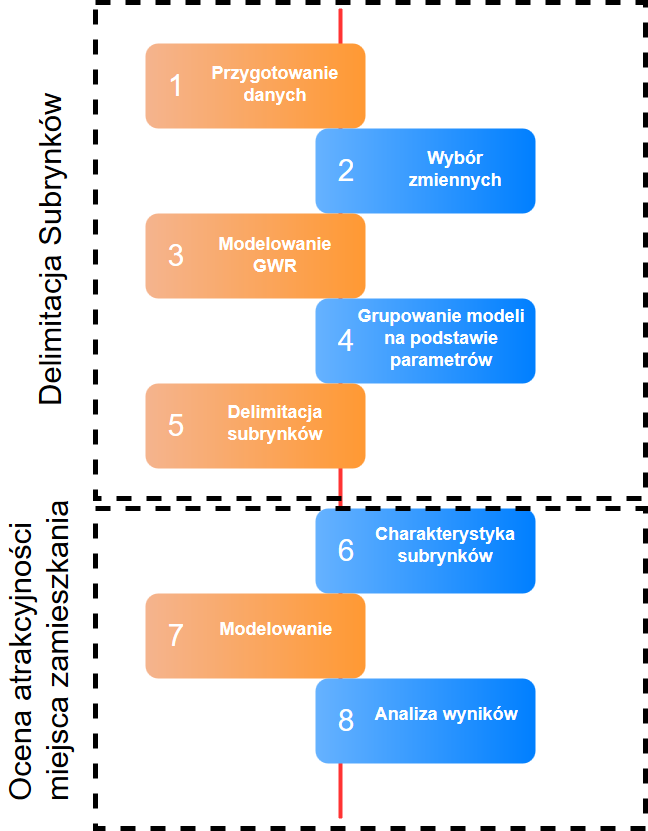 Delimitacja Subrynków
1
Przygotowanie
danych
2
Wybór
zmiennych
3
Modelowanie
GWR
4
Grupowanie modeli
na podstawie
parametrów
5
Delimitacja
subrynków
Ocena atrakcyjności
miejsca zamieszkania
6
Charakterystyka
subrynków
7
Modelowanie
8
Analiza wyników